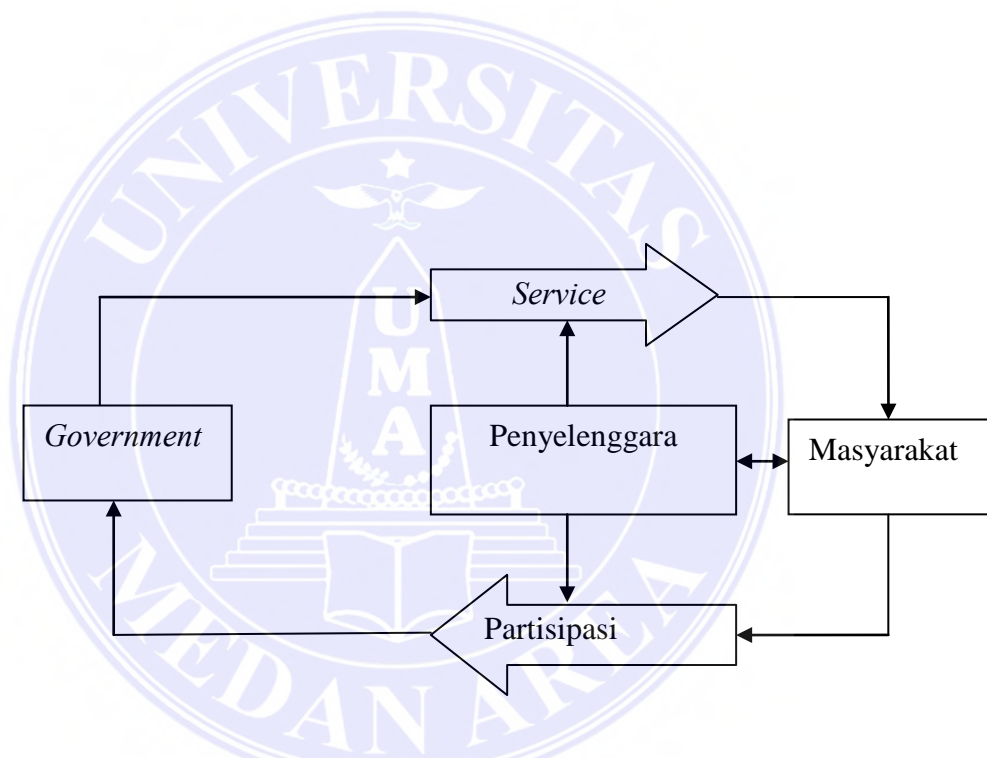 UNIVERSITAS
UMA
Service
Government
Penyelenggara
Masyarakat
Partisipasi
MEDAN AREA